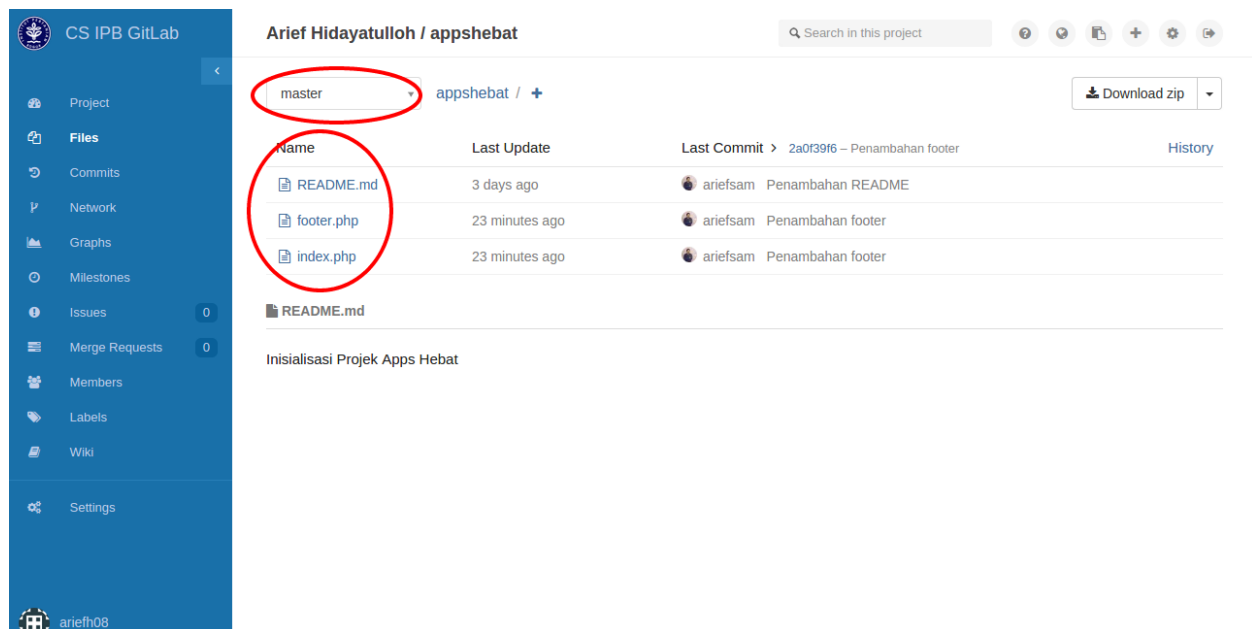 CS IPB GitLab
Arief Hidayatulloh / appshebat
Search in this project
Project
Files
Commits
Network
Graphs
Milestones
Issues 0
Merge Requests 0
Members
Labels
Wiki
Settings
ariefh08
master
appshebat / +
Download zip
Name Last Update Last Commit > 2a0f39f6 – Penambahan footer History
README.md 3 days ago ariefsam Penambahan README
footer.php 23 minutes ago ariefsam Penambahan footer
index.php 23 minutes ago ariefsam Penambahan footer
README.md
Inisialisasi Projek Apps Hebat